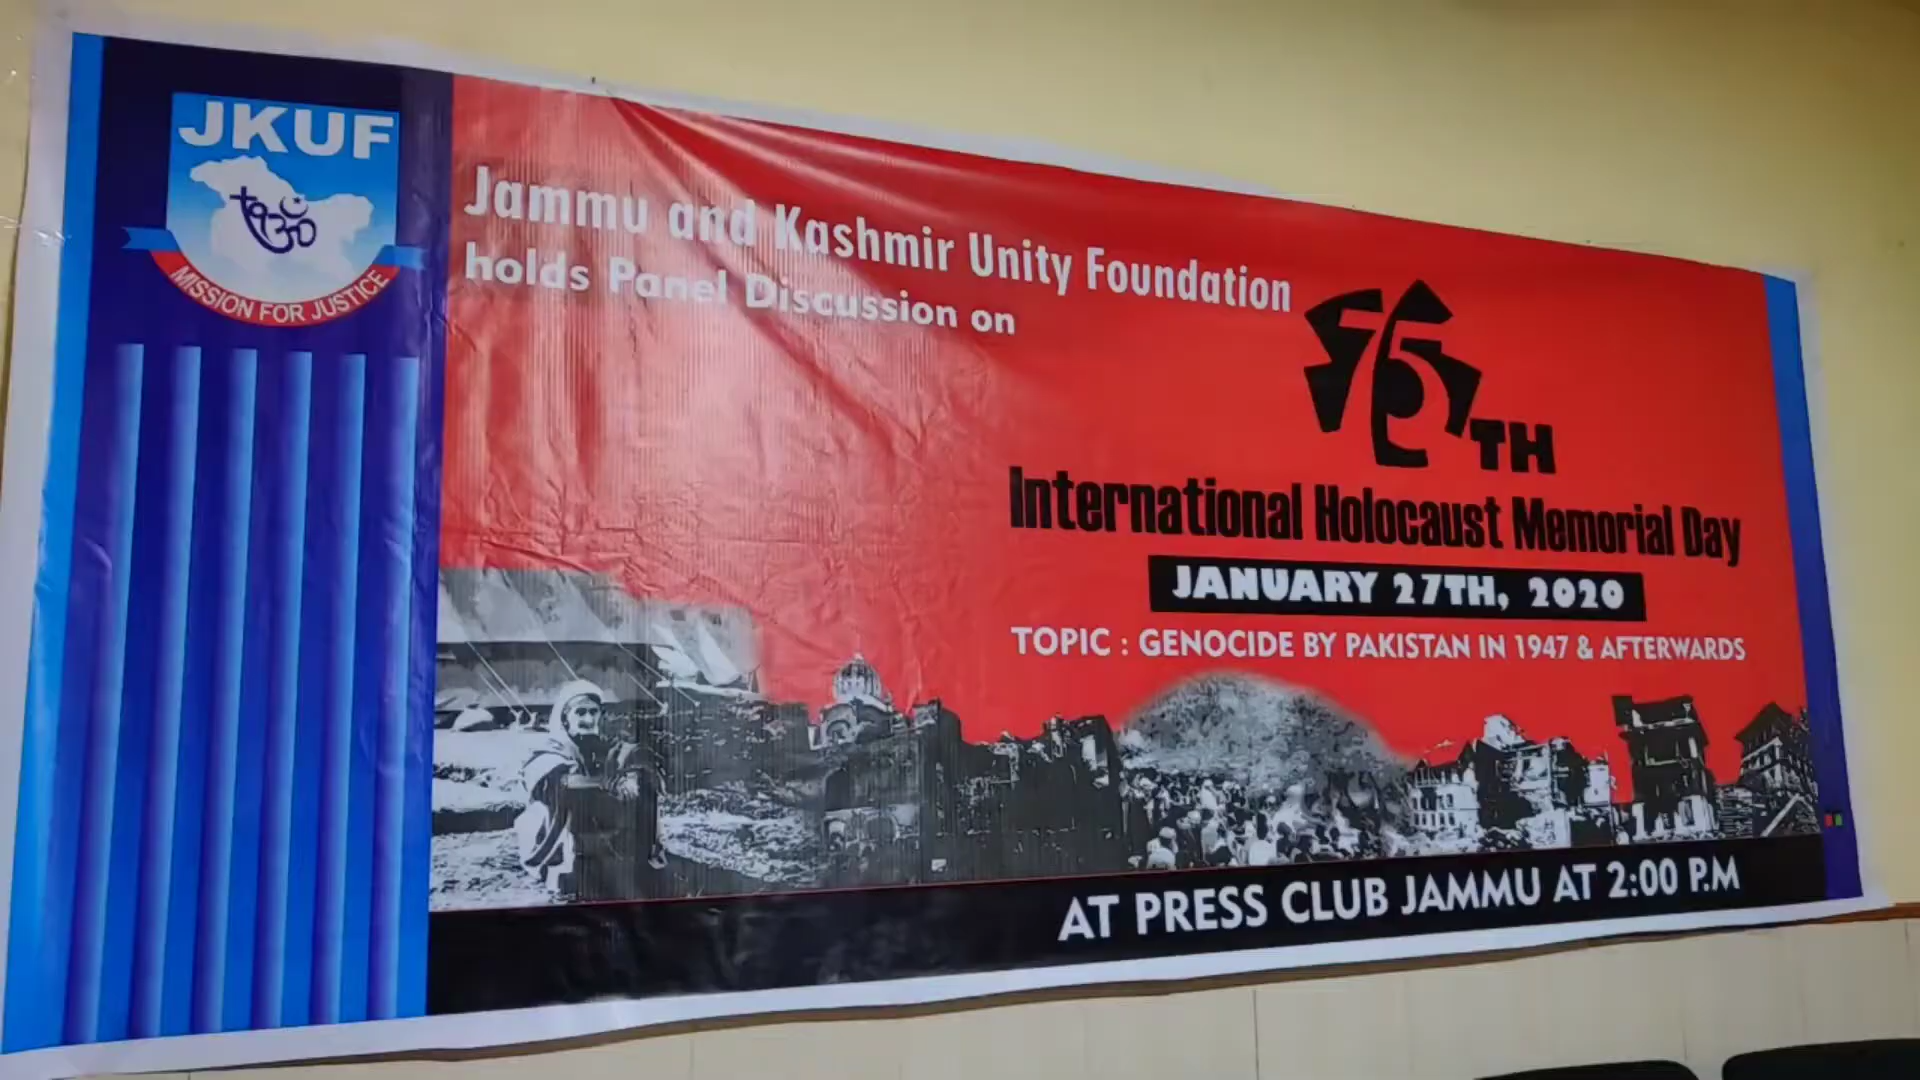 JKUF
MISSION FOR JUSTICE
Jammu and Kashmir Unity Foundation
holds Panel Discussion on
75TH
International Holocaust Memorial Day
JANUARY 27TH, 2020
TOPIC : GENOCIDE BY PAKISTAN IN 1947 & AFTERWARDS
AT PRESS CLUB JAMMU AT 2:00 P.M